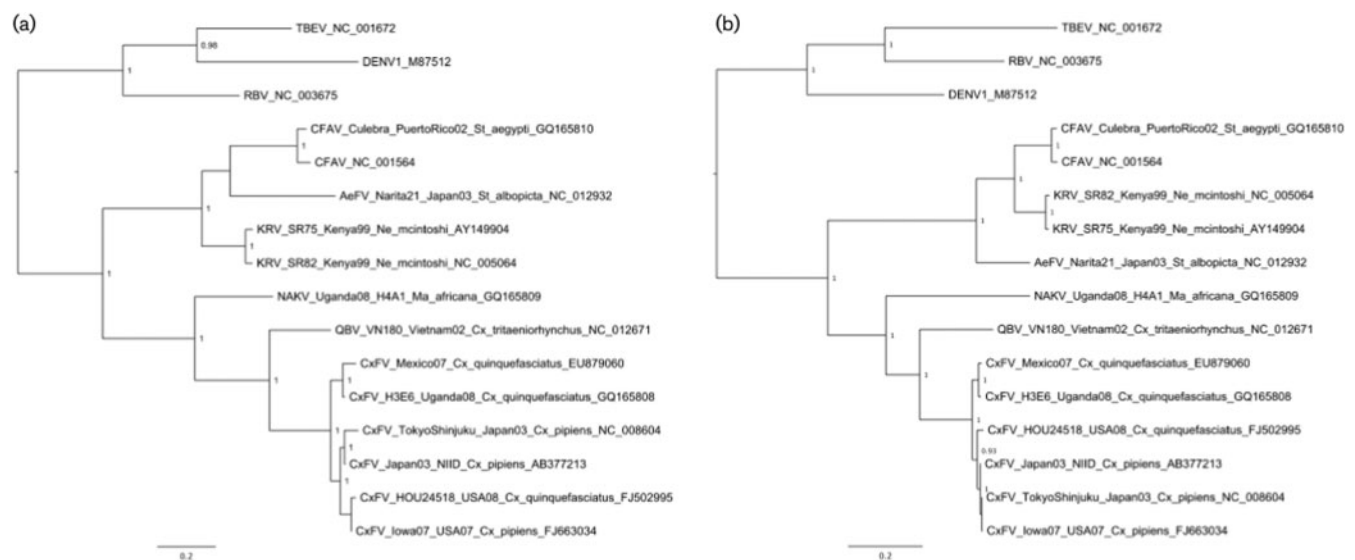 (a)
TBEV_NC_001672
0.98
DENV1_M87512
1
RBV_NC_003675
CFAV_Culebra_PuertoRico02_St_aegypti_GQ165810
1
CFAV_NC_001564
AeFV_Narita21_Japan03_St_albopicta_NC_012932
1
KRV_SR75_Kenya99_Ne_mcintoshi_AY149904
1
KRV_SR82_Kenya99_Ne_mcintoshi_NC_005064
1
NAKV_Uganda08_H4A1_Ma_africana_GQ165809
1
QBV_VN180_Vietnam02_Cx_tritaeniorhynchus_NC_012671
1
CxFV_Mexico07_Cx_quinquefasciatus_EU879060
1
CxFV_H3E6_Uganda08_Cx_quinquefasciatus_GQ165808
1
CxFV_TokyoShinjuku_Japan03_Cx_pipiens_NC_008604
1
CxFV_Japan03_NIID_Cx_pipiens_AB377213
1
CxFV_HOU24518_USA08_Cx_quinquefasciatus_FJ502995
CxFV_Iowa07_USA07_Cx_pipiens_FJ663034
0.2
(b)
TBEV_NC_001672
1
RBV_NC_003675
1
DENV1_M87512
CFAV_Culebra_PuertoRico02_St_aegypti_GQ165810
1
CFAV_NC_001564
1
KRV_SR82_Kenya99_Ne_mcintoshi_NC_005064
1
KRV_SR75_Kenya99_Ne_mcintoshi_AY149904
1
AeFV_Narita21_Japan03_St_albopicta_NC_012932
1
NAKV_Uganda08_H4A1_Ma_africana_GQ165809
1
QBV_VN180_Vietnam02_Cx_tritaeniorhynchus_NC_012671
1
CxFV_Mexico07_Cx_quinquefasciatus_EU879060
1
CxFV_H3E6_Uganda08_Cx_quinquefasciatus_GQ165808
1
CxFV_HOU24518_USA08_Cx_quinquefasciatus_FJ502995
0.93
CxFV_Japan03_NIID_Cx_pipiens_AB377213
1
CxFV_TokyoShinjuku_Japan03_Cx_pipiens_NC_008604
CxFV_Iowa07_USA07_Cx_pipiens_FJ663034
0.2